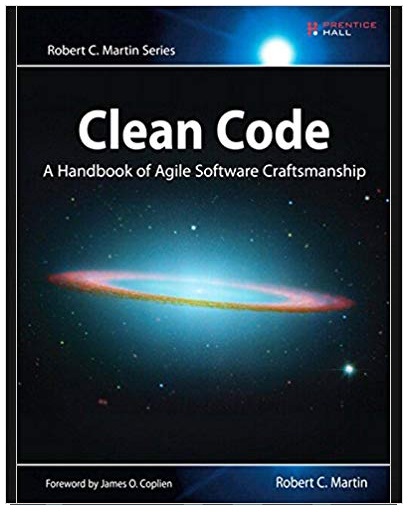 PRENTICE
HALL
Robert C. Martin Series
Clean Code
A Handbook of Agile Software Craftsmanship
Foreword by James O. Coplien
Robert C. Martin